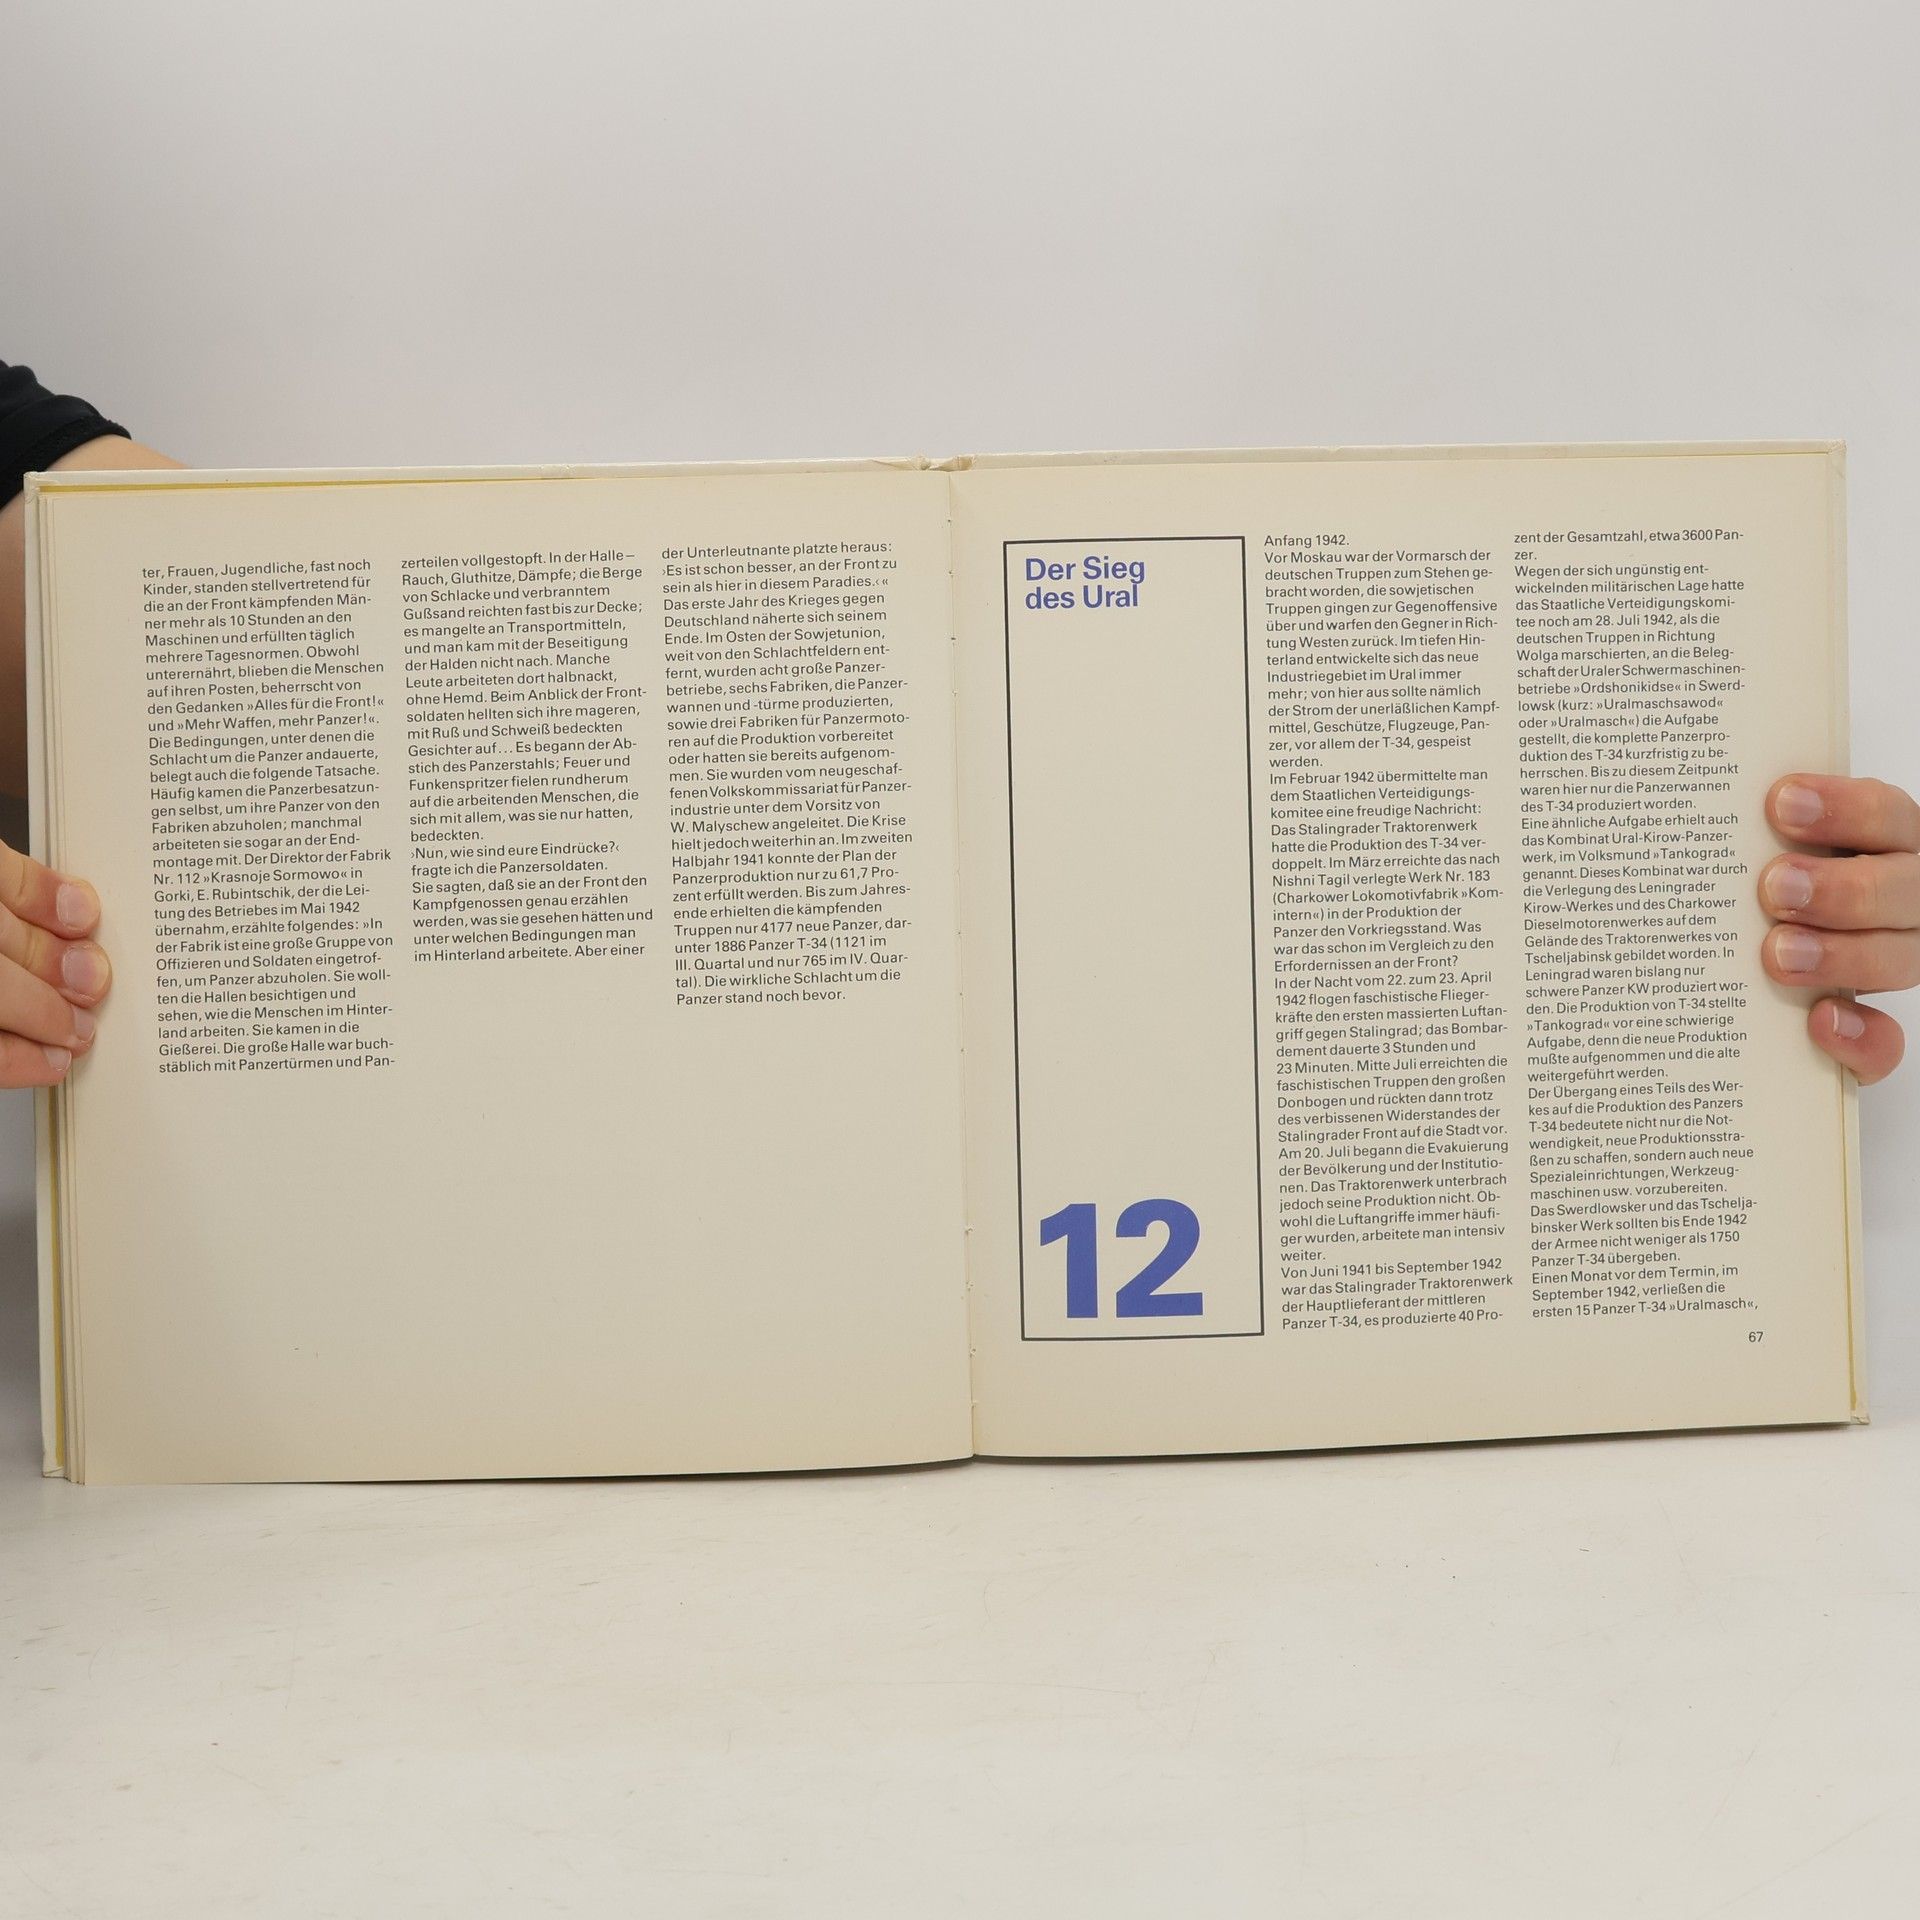 ter, Frauen, Jugendliche, fast noch
Kinder, standen stellvertretend für
die an der Front kämpfenden Män-
ner mehr als 10 Stunden an den
Maschinen und erfüllten täglich
mehrere Tagesnormen. Obwohl
unterernährt, blieben die Menschen
auf ihren Posten, beherrscht von
den Gedanken »Alles für die Front!«
und »Mehr Waffen, mehr Panzer!«.
Die Bedingungen, unter denen die
Schlacht um die Panzer andauerte,
belegt auch die folgende Tatsache.
Häufig kamen die Panzerbesatzun-
gen selbst, um ihre Panzer von den
Fabriken abzuholen; manchmal
arbeiteten sie sogar an der End-
montage mit. Der Direktor der Fabrik
Nr. 112 »Krasnoje Sormowo« in
Gorki, E. Rubintschik, der die Lei-
tung des Betriebes im Mai 1942
übernahm, erzählte folgendes: »In
der Fabrik ist eine große Gruppe von
Offizieren und Soldaten eingetrof-
fen, um Panzer abzuholen. Sie woll-
ten die Hallen besichtigen und
sehen, wie die Menschen im Hinter-
land arbeiten. Sie kamen in die
Gießerei. Die große Halle war buch-
stäblich mit Panzertürmen und Pan-
zerteilen vollgestopft. In der Halle –
Rauch, Gluthitze, Dämpfe; die Berge
von Schlacke und verbranntem
Gußsand reichten fast bis zur Decke;
es mangelte an Transportmitteln,
und man kam mit der Beseitigung
der Halden nicht nach. Manche
Leute arbeiteten dort halbnackt,
ohne Hemd. Beim Anblick der Front-
soldaten hellten sich ihre mageren,
mit Ruß und Schweiß bedeckten
Gesichter auf... Es begann der Ab-
stich des Panzerstahls; Feuer und
Funkenspritzer fielen rundherum
auf die arbeitenden Menschen, die
sich mit allem, was sie nur hatten,
bedeckten.
›Nun, wie sind eure Eindrücke?‹
fragte ich die Panzersoldaten.
Sie sagten, daß sie an der Front den
Kampfgenossen genau erzählen
werden, was sie gesehen hätten und
unter welchen Bedingungen man
im Hinterland arbeitete. Aber einer
der Unterleutnante platzte heraus:
›Es ist schon besser, an der Front zu
sein als hier in diesem Paradies.‹«
Das erste Jahr des Krieges gegen
Deutschland näherte sich seinem
Ende. Im Osten der Sowjetunion,
weit von den Schlachtfeldern ent-
fernt, wurden acht große Panzer-
betriebe, sechs Fabriken, die Panzer-
wannen und -türme produzierten,
sowie drei Fabriken für Panzermoto-
ren auf die Produktion vorbereitet
oder hatten sie bereits aufgenom-
men. Sie wurden vom neugeschaf-
fenen Volkskommissariat für Panzer-
industrie unter dem Vorsitz von
W. Malyschew angeleitet. Die Krise
hielt jedoch weiterhin an. Im zweiten
Halbjahr 1941 konnte der Plan der
Panzerproduktion nur zu 61,7 Pro-
zent erfüllt werden. Bis zum Jahres-
ende erhielten die kämpfenden
Truppen nur 4177 neue Panzer, dar-
unter 1886 Panzer T-34 (1121 im
III. Quartal und nur 765 im IV. Quar-
tal). Die wirkliche Schlacht um die
Panzer stand noch bevor.
Der Sieg
des Ural
12
Anfang 1942.
Vor Moskau war der Vormarsch der
deutschen Truppen zum Stehen ge-
bracht worden, die sowjetischen
Truppen gingen zur Gegenoffensive
über und warfen den Gegner in Rich-
tung Westen zurück. Im tiefen Hin-
terland entwickelte sich das neue
Industriegebiet im Ural immer
mehr; von hier aus sollte nämlich
der Strom der unerläßlichen Kampf-
mittel, Geschütze, Flugzeuge, Pan-
zer, vor allem der T-34, gespeist
werden.
Im Februar 1942 übermittelte man
dem Staatlichen Verteidigungs-
komitee eine freudige Nachricht:
Das Stalingrader Traktorenwerk
hatte die Produktion des T-34 ver-
doppelt. Im März erreichte das nach
Nishni Tagil verlegte Werk Nr. 183
(Charkower Lokomotivfabrik »Kom-
intern«) in der Produktion der
Panzer den Vorkriegsstand. Was
war das schon im Vergleich zu den
Erfordernissen an der Front?
In der Nacht vom 22. zum 23. April
1942 flogen faschistische Flieger-
kräfte den ersten massierten Luftan-
griff gegen Stalingrad; das Bombar-
dement dauerte 3 Stunden und
23 Minuten. Mitte Juli erreichten die
faschistischen Truppen den großen
Donbogen und rückten dann trotz
des verbissenen Widerstandes der
Stalingrader Front auf die Stadt vor.
Am 20. Juli begann die Evakuierung
der Bevölkerung und der Institutio-
nen. Das Traktorenwerk unterbrach
jedoch seine Produktion nicht. Ob-
wohl die Luftangriffe immer häufi-
ger wurden, arbeitete man intensiv
weiter.
Von Juni 1941 bis September 1942
war das Stalingrader Traktorenwerk
der Hauptlieferant der mittleren
Panzer T-34, es produzierte 40 Pro-
zent der Gesamtzahl, etwa 3600 Pan-
zer.
Wegen der sich ungünstig ent-
wickelnden militärischen Lage hatte
das Staatliche Verteidigungskomi-
tee noch am 28. Juli 1942, als die
deutschen Truppen in Richtung
Wolga marschierten, an die Beleg-
schaft der Uraler Schwermaschinen-
betriebe »Ordshonikidse« in Swerd-
lowsk (kurz: »Uralmaschsawod«
oder »Uralmasch«) die Aufgabe
gestellt, die komplette Panzerpro-
duktion des T-34 kurzfristig zu be-
herrschen. Bis zu diesem Zeitpunkt
waren hier nur die Panzerwannen
des T-34 produziert worden.
Eine ähnliche Aufgabe erhielt auch
das Kombinat Ural-Kirow-Panzer-
werk, im Volksmund »Tankograd«
genannt. Dieses Kombinat war durch
die Verlegung des Leningrader
Kirow-Werkes und des Charkower
Dieselmotorenwerkes auf dem
Gelände des Traktorenwerkes von
Tscheljabinsk gebildet worden. In
Leningrad waren bislang nur
schwere Panzer KW produziert wor-
den. Die Produktion von T-34 stellte
»Tankograd« vor eine schwierige
Aufgabe, denn die neue Produktion
mußte aufgenommen und die alte
weitergeführt werden.
Der Übergang eines Teils des Wer-
kes auf die Produktion des Panzers
T-34 bedeutete nicht nur die Not-
wendigkeit, neue Produktionsstra-
ßen zu schaffen, sondern auch neue
Spezialeinrichtungen, Werkzeug-
maschinen usw. vorzubereiten.
Das Swerdlowsker und das Tschelja-
binsker Werk sollten bis Ende 1942
der Armee nicht weniger als 1750
Panzer T-34 übergeben.
Einen Monat vor dem Termin, im
September 1942, verließen die
ersten 15 Panzer T-34 »Uralmasch«,
67